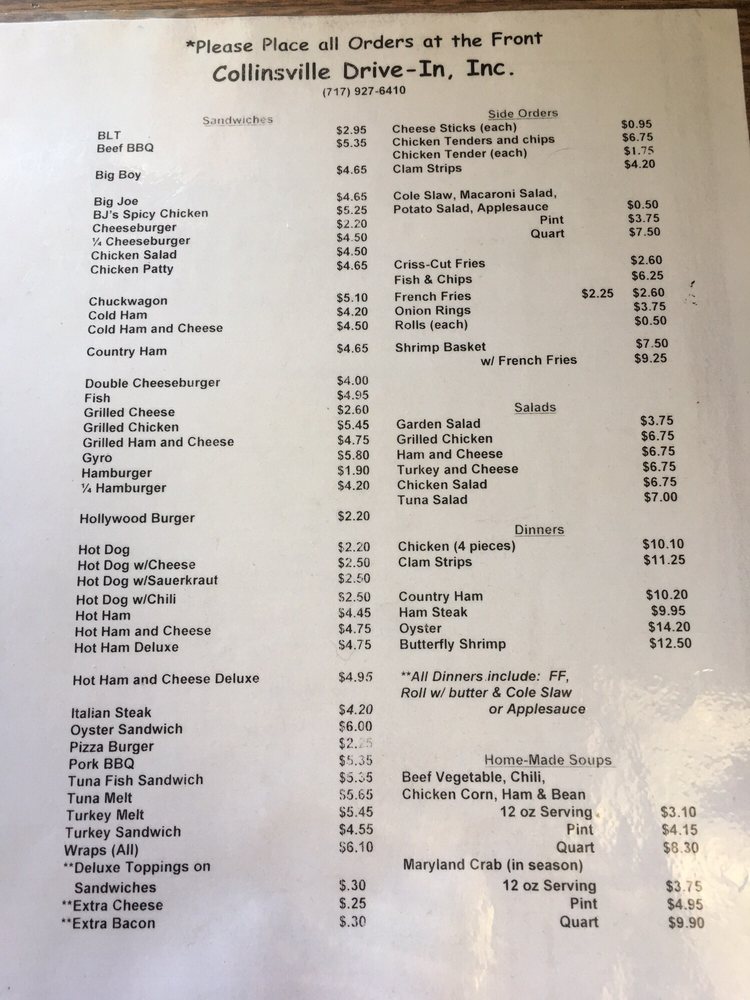 *Please Place all Orders at the Front
Collinsville Drive-In, Inc.
(717) 927-6410
Sandwiches
BLT $2.95
Beef BBQ $5.35
Big Boy $4.65
Big Joe $4.65
BJ's Spicy Chicken $5.25
Cheeseburger $2.20
¼ Cheeseburger $4.50
Chicken Salad $4.50
Chicken Patty $4.65
Chuckwagon $5.10
Cold Ham $4.20
Cold Ham and Cheese $4.50
Country Ham $4.65
Double Cheeseburger $4.00
Fish $4.95
Grilled Cheese $2.60
Grilled Chicken $5.45
Grilled Ham and Cheese $4.75
Gyro $5.80
Hamburger $1.90
¼ Hamburger $4.20
Hollywood Burger $2.20
Hot Dog $2.20
Hot Dog w/Cheese $2.50
Hot Dog w/Sauerkraut $2.50
Hot Dog w/Chili $2.50
Hot Ham $4.45
Hot Ham and Cheese $4.75
Hot Ham Deluxe $4.75
Hot Ham and Cheese Deluxe $4.95
Italian Steak $4.20
Oyster Sandwich $6.00
Pizza Burger
Pork BBQ $5.35
Tuna Fish Sandwich $5.35
Tuna Melt $5.65
Turkey Melt $5.45
Turkey Sandwich $4.55
Wraps (All) $6.10
**Deluxe Toppings on
Sandwiches $.30
**Extra Cheese $.25
**Extra Bacon $.30
Side Orders
Cheese Sticks (each) $0.95
Chicken Tenders and chips $6.75
Chicken Tender (each) $1.75
Clam Strips $4.20
Cole Slaw, Macaroni Salad,
Potato Salad, Applesauce $0.50
Pint $3.75
Quart $7.50
Criss-Cut Fries $2.60
Fish & Chips $6.25
French Fries $2.25 $2.60
Onion Rings $3.75
Rolls (each) $0.50
Shrimp Basket $7.50
w/ French Fries $9.25
Salads
Garden Salad $3.75
Grilled Chicken $6.75
Ham and Cheese $6.75
Turkey and Cheese $6.75
Chicken Salad $6.75
Tuna Salad $7.00
Dinners
Chicken (4 pieces) $10.10
Clam Strips $11.25
Country Ham $10.20
Ham Steak $9.95
Oyster $14.20
Butterfly Shrimp $12.50
**All Dinners include: FF,
Roll w/ butter & Cole Slaw
or Applesauce
Home-Made Soups
Beef Vegetable, Chili,
Chicken Corn, Ham & Bean
12 oz Serving $3.10
Pint $4.15
Quart $8.30
Maryland Crab (in season)
12 oz Serving $3.75
Pint $4.95
Quart $9.90